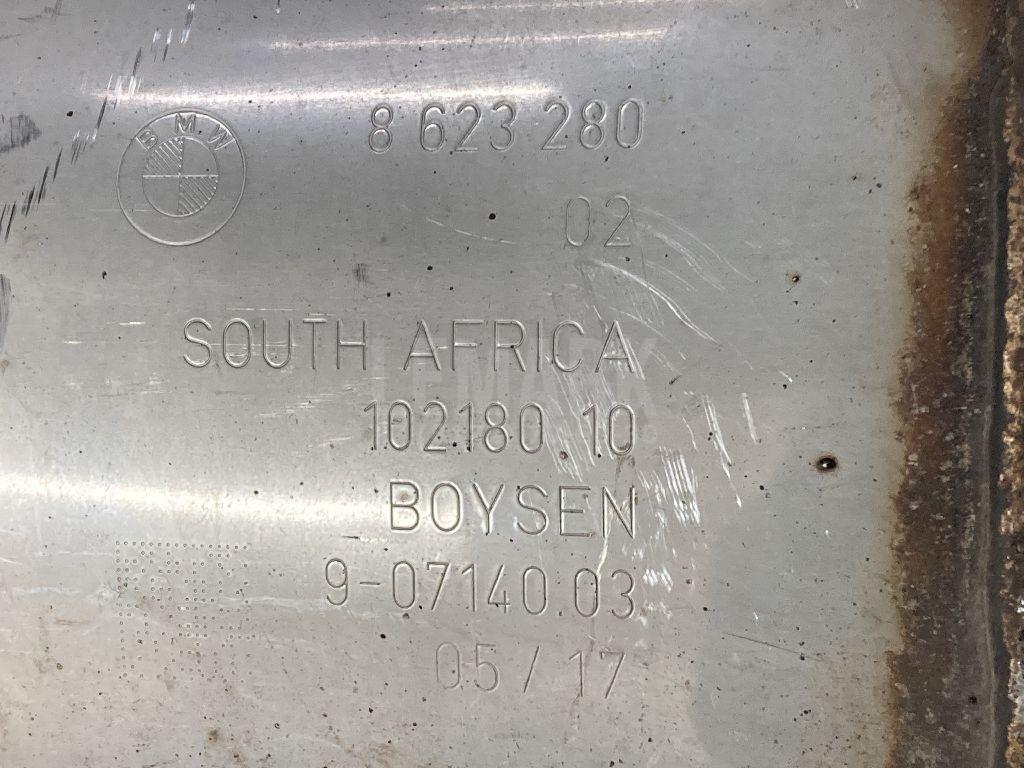 BMW
8 623 280
02
SOUTH AFRICA
102180 10
BOYSEN
9-07140.03
05 / 17